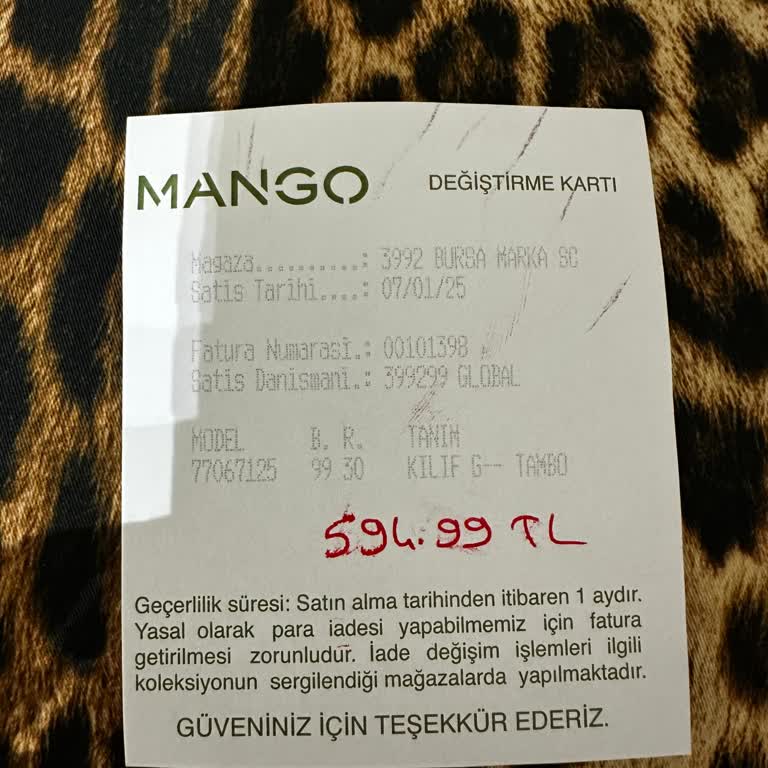 MANGO DEĞİŞTİRME KARTI
Magaza..........: 3992 BURSA MARKA SC
Satis Tarihi....: 07/01/25
Fatura Numarasi.: 00101398
Satis Danismani.: 399299 GLOBAL
MODEL B. R. TANIM
77067125 99 30 KILIF G-- TAMBO
594.99 TL
Geçerlilik süresi: Satın alma tarihinden itibaren 1 aydır.
Yasal olarak para iadesi yapabilmemiz için fatura
getirilmesi zorunludur. İade değişim işlemleri ilgili
koleksiyonun sergilendiği mağazalarda yapılmaktadır.
GÜVENİNİZ İÇİN TEŞEKKÜR EDERİZ.